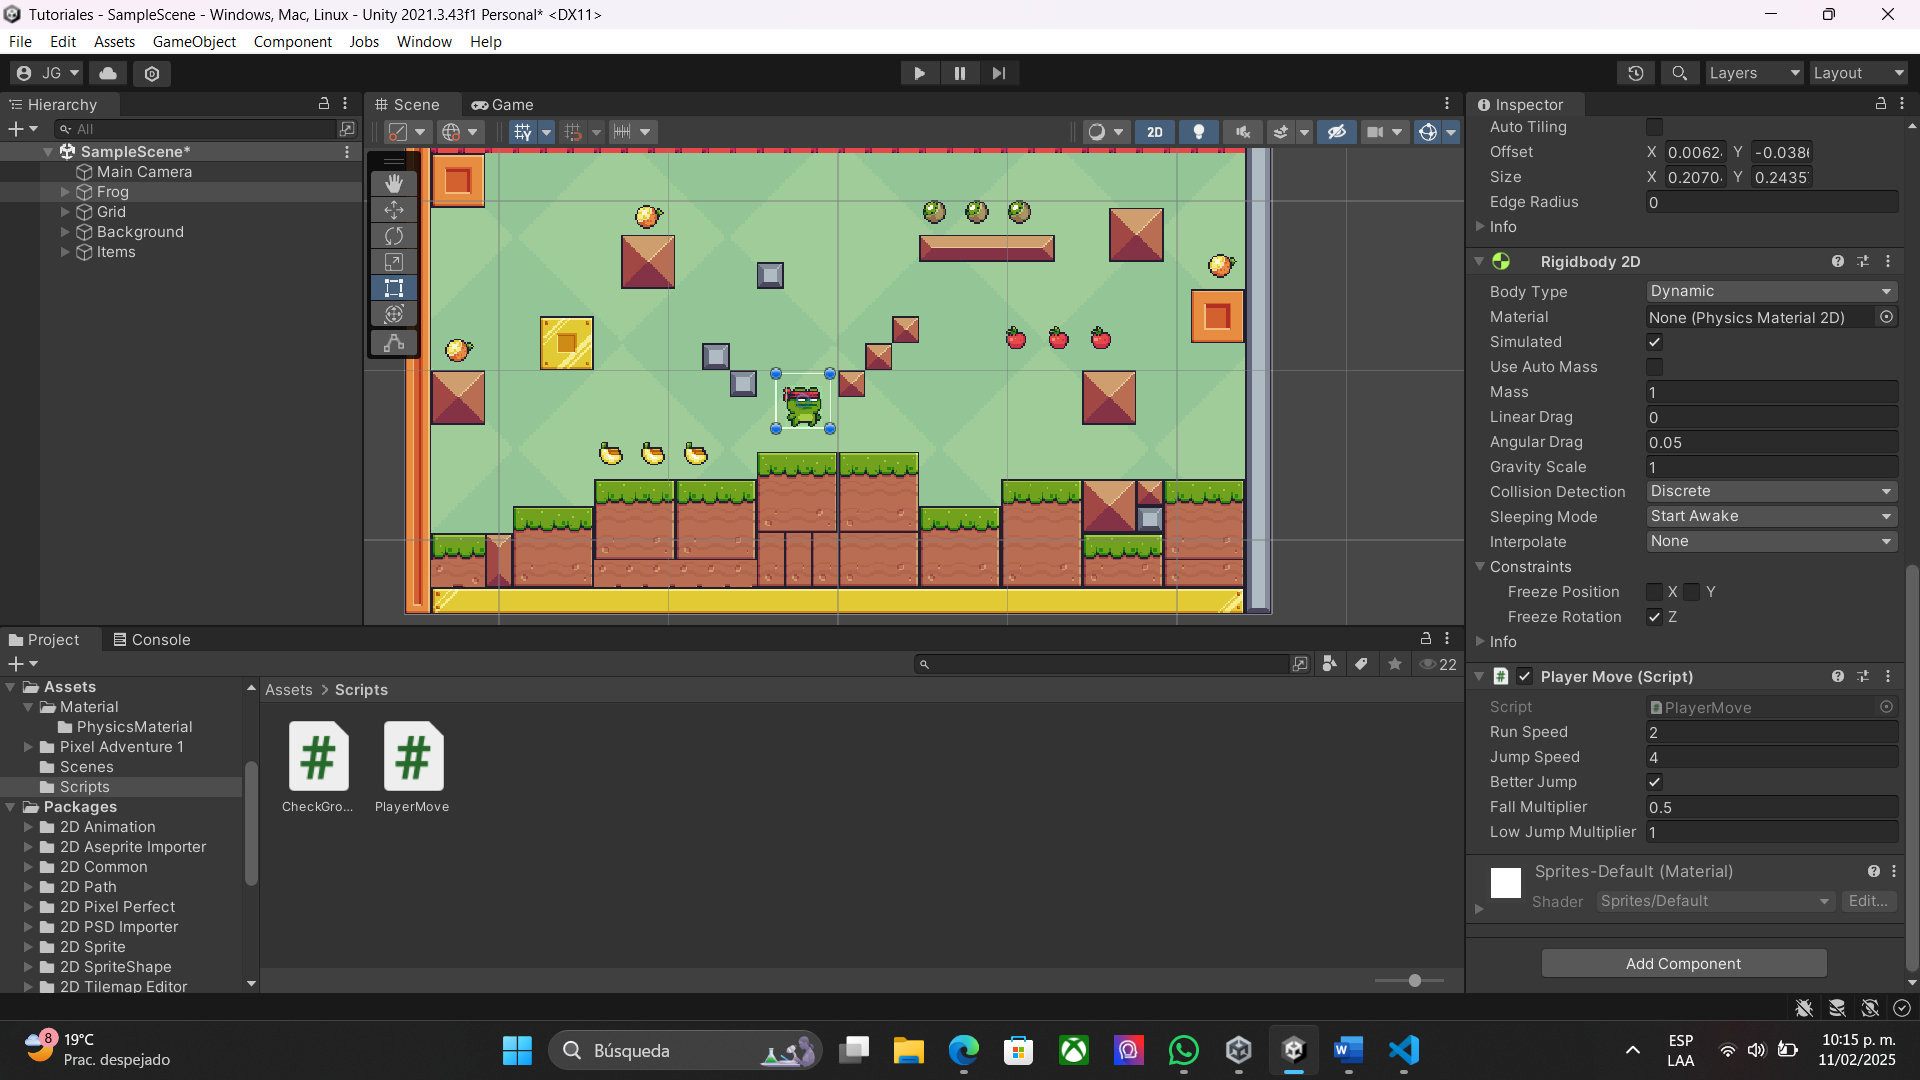 Tutoriales - SampleScene - Windows, Mac, Linux - Unity 2021.3.43f1 Personal* <DX11>
File Edit Assets GameObject Component Jobs Window Help
JG
Layers
Layout
Hierarchy
All
SampleScene*
Main Camera
Frog
Grid
Background
Items
Scene
Game
2D
Inspector
Auto Tiling
Offset X 0.0062 Y -0.038
Size X 0.2070 Y 0.2435
Edge Radius 0
Info
Rigidbody 2D
Body Type Dynamic
Material None (Physics Material 2D)
Simulated
Use Auto Mass
Mass 1
Linear Drag 0
Angular Drag 0.05
Gravity Scale 1
Collision Detection Discrete
Sleeping Mode Start Awake
Interpolate None
Constraints
Freeze Position X Y
Freeze Rotation Z
Info
Player Move (Script)
Script PlayerMove
Run Speed 2
Jump Speed 4
Better Jump
Fall Multiplier 0.5
Low Jump Multiplier 1
Sprites-Default (Material)
Shader Sprites/Default Edit...
Add Component
Project
Console
22
Assets
Material
PhysicsMaterial
Pixel Adventure 1
Scenes
Scripts
Packages
2D Animation
2D Aseprite Importer
2D Common
2D Path
2D Pixel Perfect
2D PSD Importer
2D Sprite
2D SpriteShape
2D Tilemap Editor
Assets > Scripts
CheckGro...
PlayerMove
8
19°C
Prac. despejado
Búsqueda
ESP
LAA
10:15 p. m.
11/02/2025